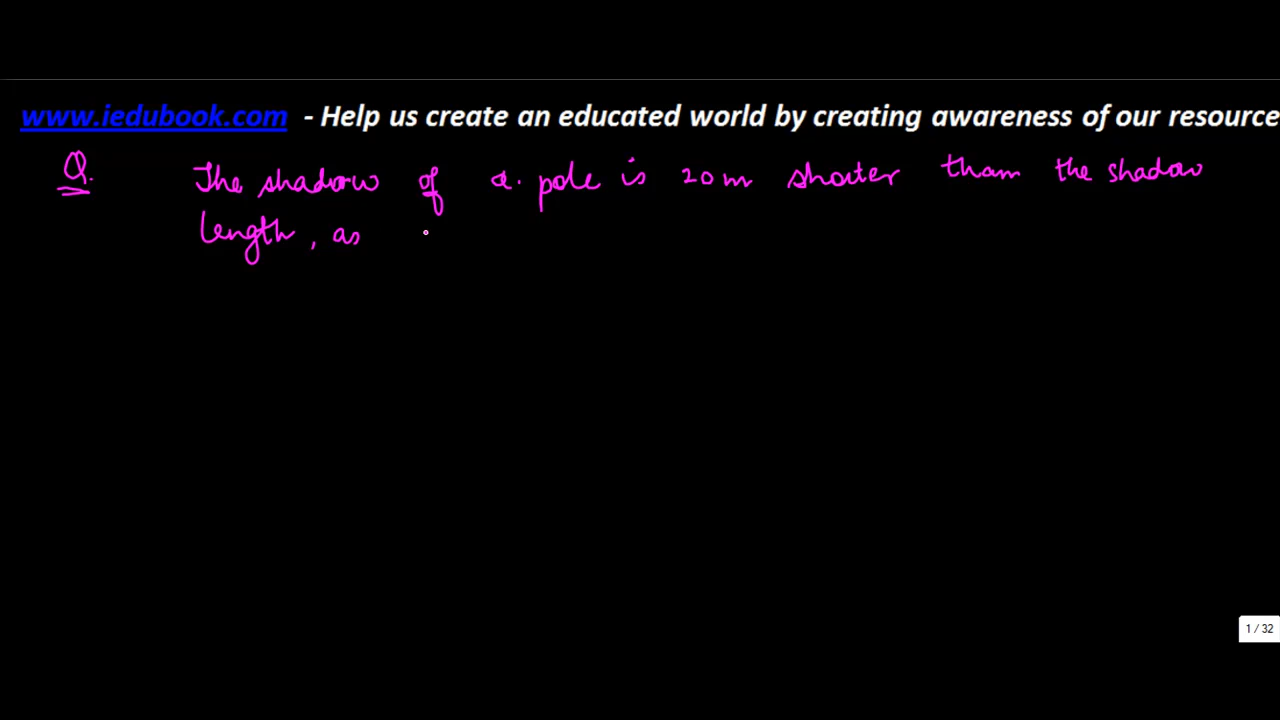 www.iedubook.com - Help us create an educated world by creating awareness of our resource
Q. The shadow of a. pole is 20m shorter than the shadow
length, as
1 / 32